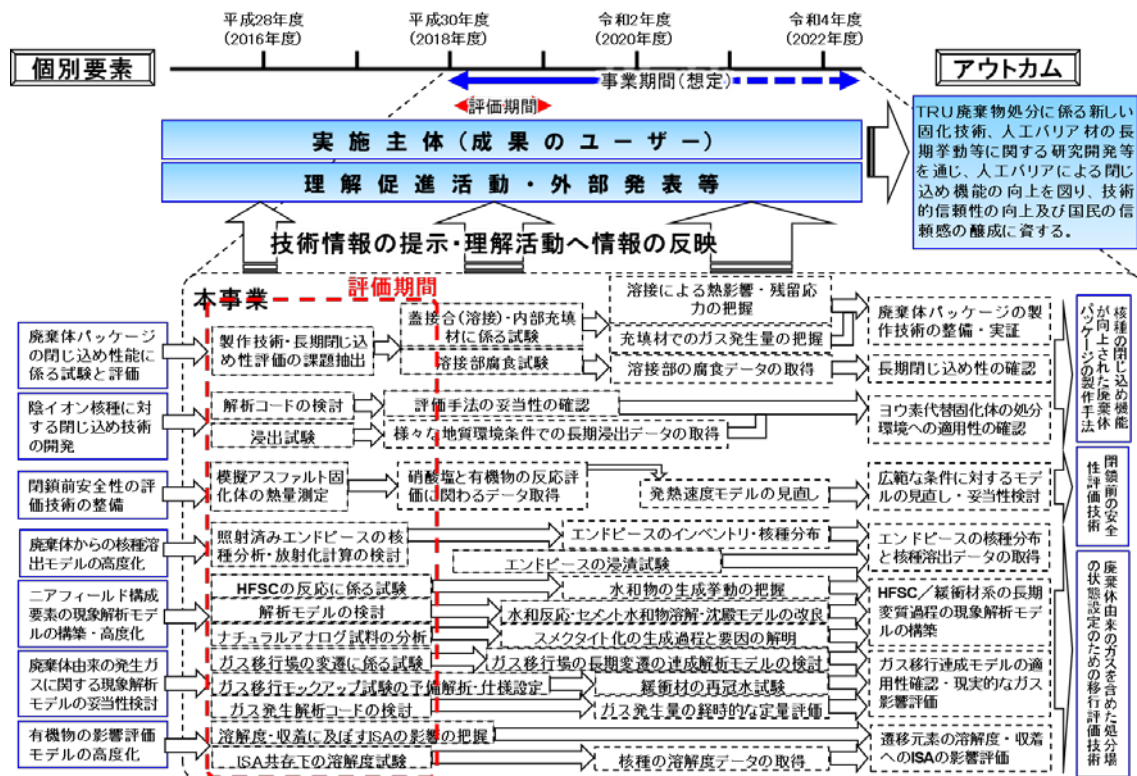 平成28年度
(2016年度)
平成30年度
(2018年度)
令和2年度
(2020年度)
令和4年度
(2022年度)
個別要素
アウトカム
事業期間(想定)
評価期間
実施主体(成果のユーザー)
理解促進活動・外部発表等
TRU廃棄物処分に係る新しい
固化技術、人工バリア材の長
期挙動等に関する研究開発等
を通じ、人工バリアによる閉じ
込め機能の向上を図り、技術
的信頼性の向上及び国民の信
頼感の醸成に資する。
技術情報の提示・理解活動へ情報の反映
本事業
評価期間
廃棄体パッケージ
の閉じ込め性能に
係る試験と評価
製作技術・長期閉じ込
め性評価の課題抽出
蓋接合(溶接)・内部充填
材に係る試験
溶接部腐食試験
溶接による熱影響・残留応
力の把握
充填材でのガス発生量の把握
溶接部の腐食データの取得
廃棄体パッケージの製
作技術の整備・実証
長期閉じ込め性の確認
核種の閉じ込め機能
が向上された廃棄体
パッケージの製作手法
陰イオン核種に対
する閉じ込め技術
の開発
解析コードの検討
評価手法の妥当性の確認
浸出試験
様々な地質環境条件での長期浸出データの取得
ヨウ素代替固化体の処分
環境への適用性の確認
閉鎖前安全性の評
価技術の整備
模擬アスファルト固
化体の熱量測定
硝酸塩と有機物の反応評
価に関わるデータ取得
発熱速度モデルの見直し
広範な条件に対するモデ
ルの見直し・妥当性検討
閉鎖前の安全
性評価技術
廃棄体からの核種溶
出モデルの高度化
照射済みエンドピースの核
種分析・放射化計算の検討
エンドピースのインベントリ・核種分布
エンドピースの浸漬試験
エンドピースの核種分布
と核種溶出データの取得
ニアフィールド構成
要素の現象解析モデ
ルの構築・高度化
HFSCの反応に係る試験
水和物の生成挙動の把握
解析モデルの検討
水和反応・セメント水和物溶解・沈殿モデルの改良
ナチュラルアナログ試料の分析
スメクタイト化の生成過程と要因の解明
HFSC/緩衝材系の長期
変質過程の現象解析モデ
ルの構築
廃棄体由来の発生ガ
スに関する現象解析
モデルの妥当性検討
ガス移行場の変遷に係る試験
ガス移行場の長期変遷の連成解析モデルの検討
ガス移行モックアップ試験の予備解析・仕様設定
緩衝材の再冠水試験
ガス発生解析コードの検討
ガス発生量の経時的な定量評価
ガス移行連成モデルの適
用性確認・現実的なガス
影響評価
廃棄体由来のガスを含めた処分場
の状態設定のための移行評価技術
有機物の影響評価
モデルの高度化
溶解度・収着に及ぼすISAの影響の把握
ISA共存下の溶解度試験
核種の溶解度データの取得
遷移元素の溶解度・収着
へのISAの影響評価